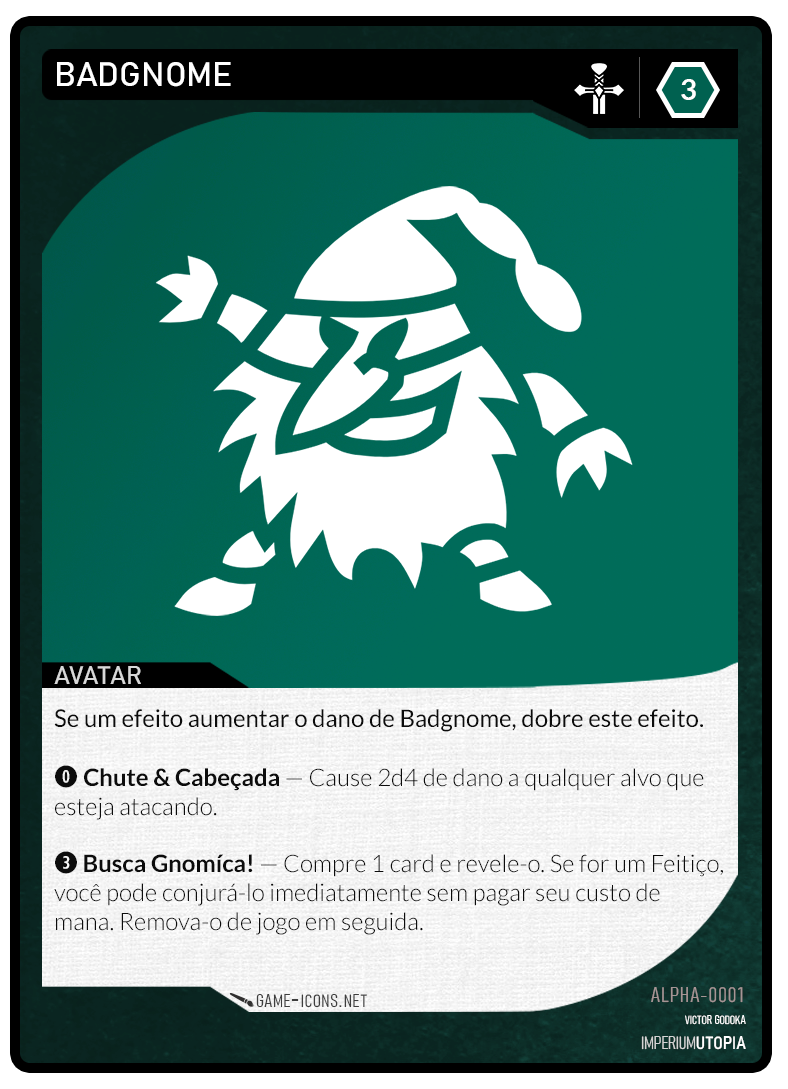 BADGNOME
3
AVATAR
Se um efeito aumentar o dano de Badgnome, dobre este efeito.
0 Chute & Cabeçada — Cause 2d4 de dano a qualquer alvo que
esteja atacando.
3 Busca Gnomíca! — Compre 1 card e revele-o. Se for um Feitiço,
você pode conjurá-lo imediatamente sem pagar seu custo de
mana. Remova-o de jogo em seguida.
GAME-ICONS.NET
ALPHA-0001
VICTOR GODOKA
IMPERIUMUTOPIA